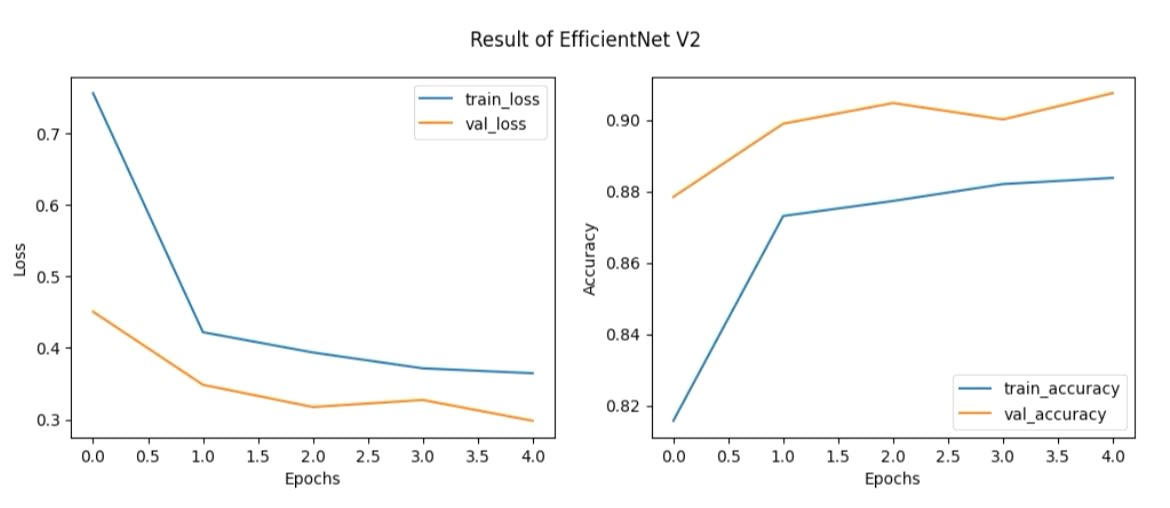 Result of EfficientNet V2
train_loss
val_loss
0.7
0.6
0.5
0.4
0.3
Loss
0.0 0.5 1.0 1.5 2.0 2.5 3.0 3.5 4.0
Epochs
0.90
0.88
0.86
0.84
0.82
Accuracy
train_accuracy
val_accuracy
0.0 0.5 1.0 1.5 2.0 2.5 3.0 3.5 4.0
Epochs